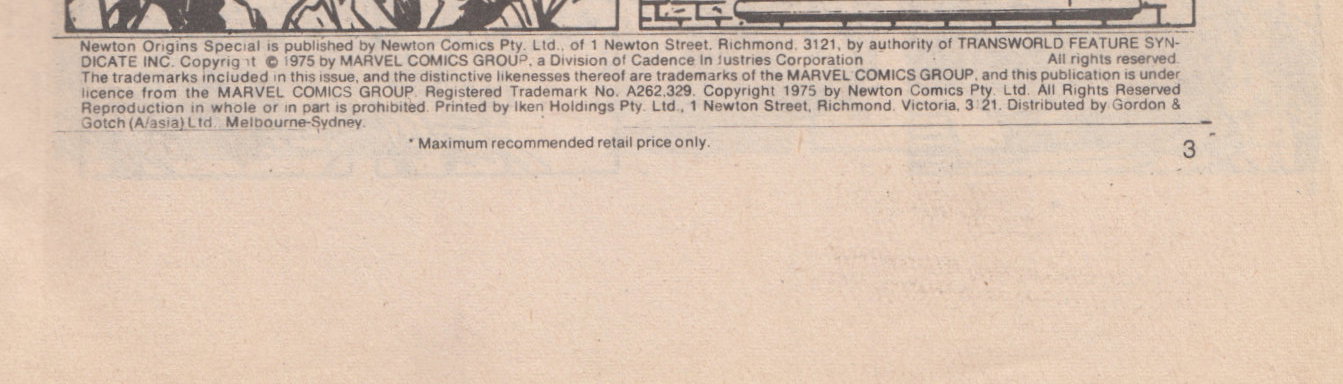 Newton Origins Special is published by Newton Comics Pty. Ltd., of 1 Newton Street, Richmond, 3121, by authority of TRANSWORLD FEATURE SYN-
DICATE INC. Copyright © 1975 by MARVEL COMICS GROUP, a Division of Cadence Industries Corporation All rights reserved.
The trademarks included in this issue, and the distinctive likenesses thereof are trademarks of the MARVEL COMICS GROUP, and this publication is under
licence from the MARVEL COMICS GROUP. Registered Trademark No. A262,329. Copyright 1975 by Newton Comics Pty. Ltd. All Rights Reserved
Reproduction in whole or in part is prohibited. Printed by Iken Holdings Pty. Ltd., 1 Newton Street, Richmond, Victoria, 3121. Distributed by Gordon &
Gotch (A/asia) Ltd. Melbourne-Sydney.
* Maximum recommended retail price only.
3